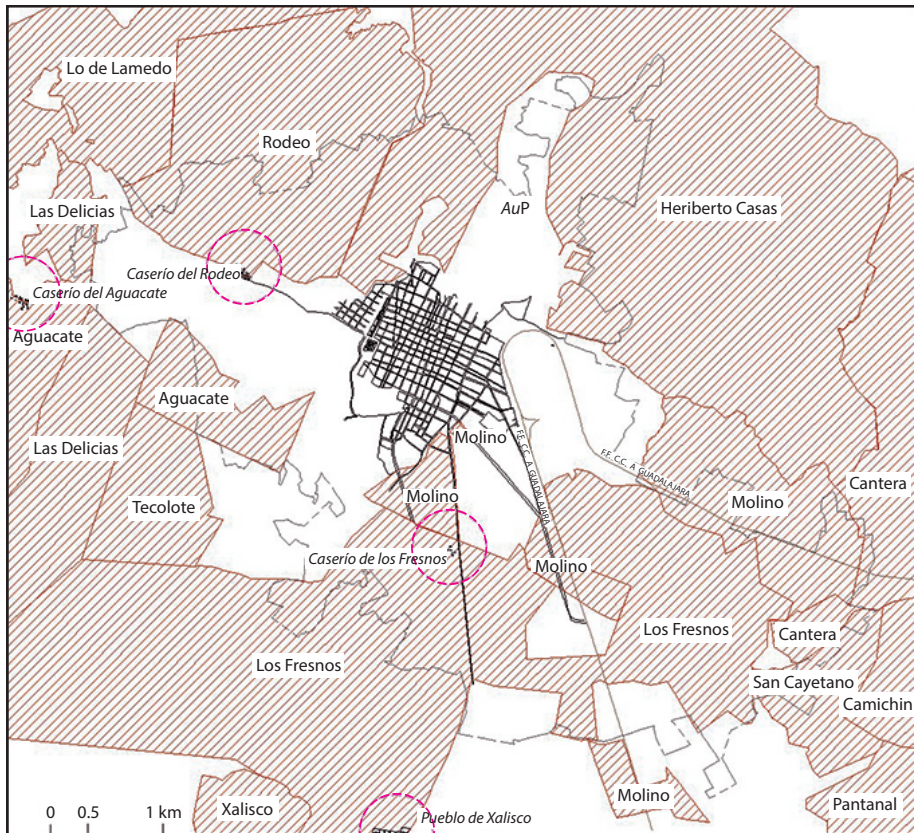 Lo de Lamedo
Rodeo
Las Delicias
AuP
Heriberto Casas
Caserío del Rodeo
Caserío del Aguacate
Aguacate
Aguacate
Las Delicias
Molino
F.E. C.C. A GUADALAJARA
F.E. C.C. A GUADALAJARA
Tecolote
Molino
Molino
Cantera
Caserío de los Fresnos
Molino
Los Fresnos
Cantera
Los Fresnos
San Cayetano
Camichin
Molino
Pantanal
Xalisco
Pueblo de Xalisco
0 0.5 1 km